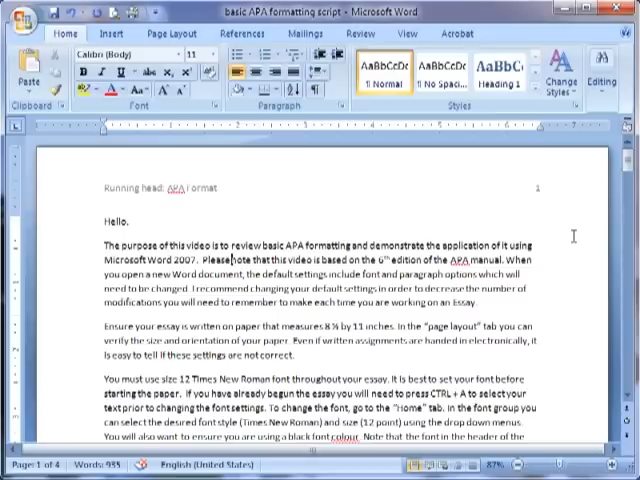 basic APA formatting script - Microsoft Word
Home Insert Page Layout References Mailings Review View Acrobat
Calibri (Body) 11
Paste
AaBbCcDc AaBbCcDc AaBbC
¶ Normal ¶ No Spaci... Heading 1
Change Styles
Editing
Clipboard Font Paragraph Styles
Running head: APA Format 1
Hello.
The purpose of this video is to review basic APA formatting and demonstrate the application of it using
Microsoft Word 2007. Please note that this video is based on the 6th edition of the APA manual. When
you open a new Word document, the default settings include font and paragraph options which will
need to be changed. I recommend changing your default settings in order to decrease the number of
modifications you will need to remember to make each time you are working on an Essay.
Ensure your essay is written on paper that measures 8 ½ by 11 inches. In the "page layout" tab you can
verify the size and orientation of your paper. Even if written assignments are handed in electronically, it
is easy to tell if these settings are not correct.
You must use size 12 Times New Roman font throughout your essay. It is best to set your font before
starting the paper. If you have already begun the essay you will need to press CTRL + A to select your
text prior to changing the font settings. To change the font, go to the "Home" tab. In the font group you
can select the desired font style (Times New Roman) and size (12 point) using the drop down menus.
You will also want to ensure you are using a black font colour. Note that the font in the header of the
Page: 1 of 4 Words: 935 English (United States) 87%